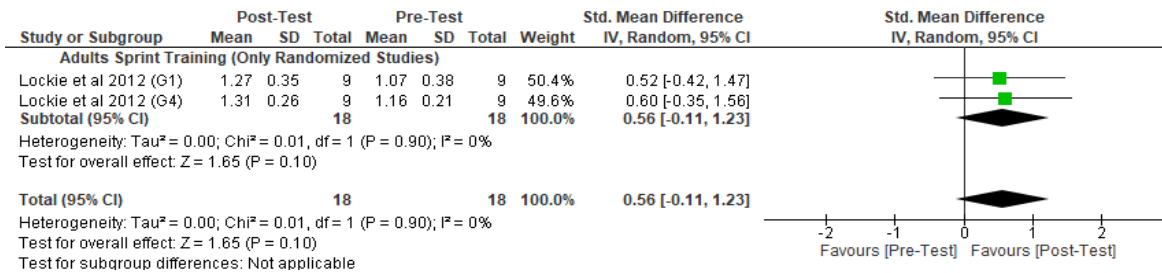 Post-Test Pre-Test Std. Mean Difference Std. Mean Difference
Study or Subgroup Mean SD Total Mean SD Total Weight IV, Random, 95% CI IV, Random, 95% CI
Adults Sprint Training (Only Randomized Studies)
Lockie et al 2012 (G1) 1.27 0.35 9 1.07 0.38 9 50.4% 0.52 [-0.42, 1.47]
Lockie et al 2012 (G4) 1.31 0.26 9 1.16 0.21 9 49.6% 0.60 [-0.35, 1.56]
Subtotal (95% CI) 18 18 100.0% 0.56 [-0.11, 1.23]
Heterogeneity: Tau² = 0.00; Chi² = 0.01, df = 1 (P = 0.90); I² = 0%
Test for overall effect: Z = 1.65 (P = 0.10)
Total (95% CI) 18 18 100.0% 0.56 [-0.11, 1.23]
Heterogeneity: Tau² = 0.00; Chi² = 0.01, df = 1 (P = 0.90); I² = 0%
Test for overall effect: Z = 1.65 (P = 0.10)
Test for subgroup differences: Not applicable
-2 -1 0 1 2
Favours [Pre-Test] Favours [Post-Test]